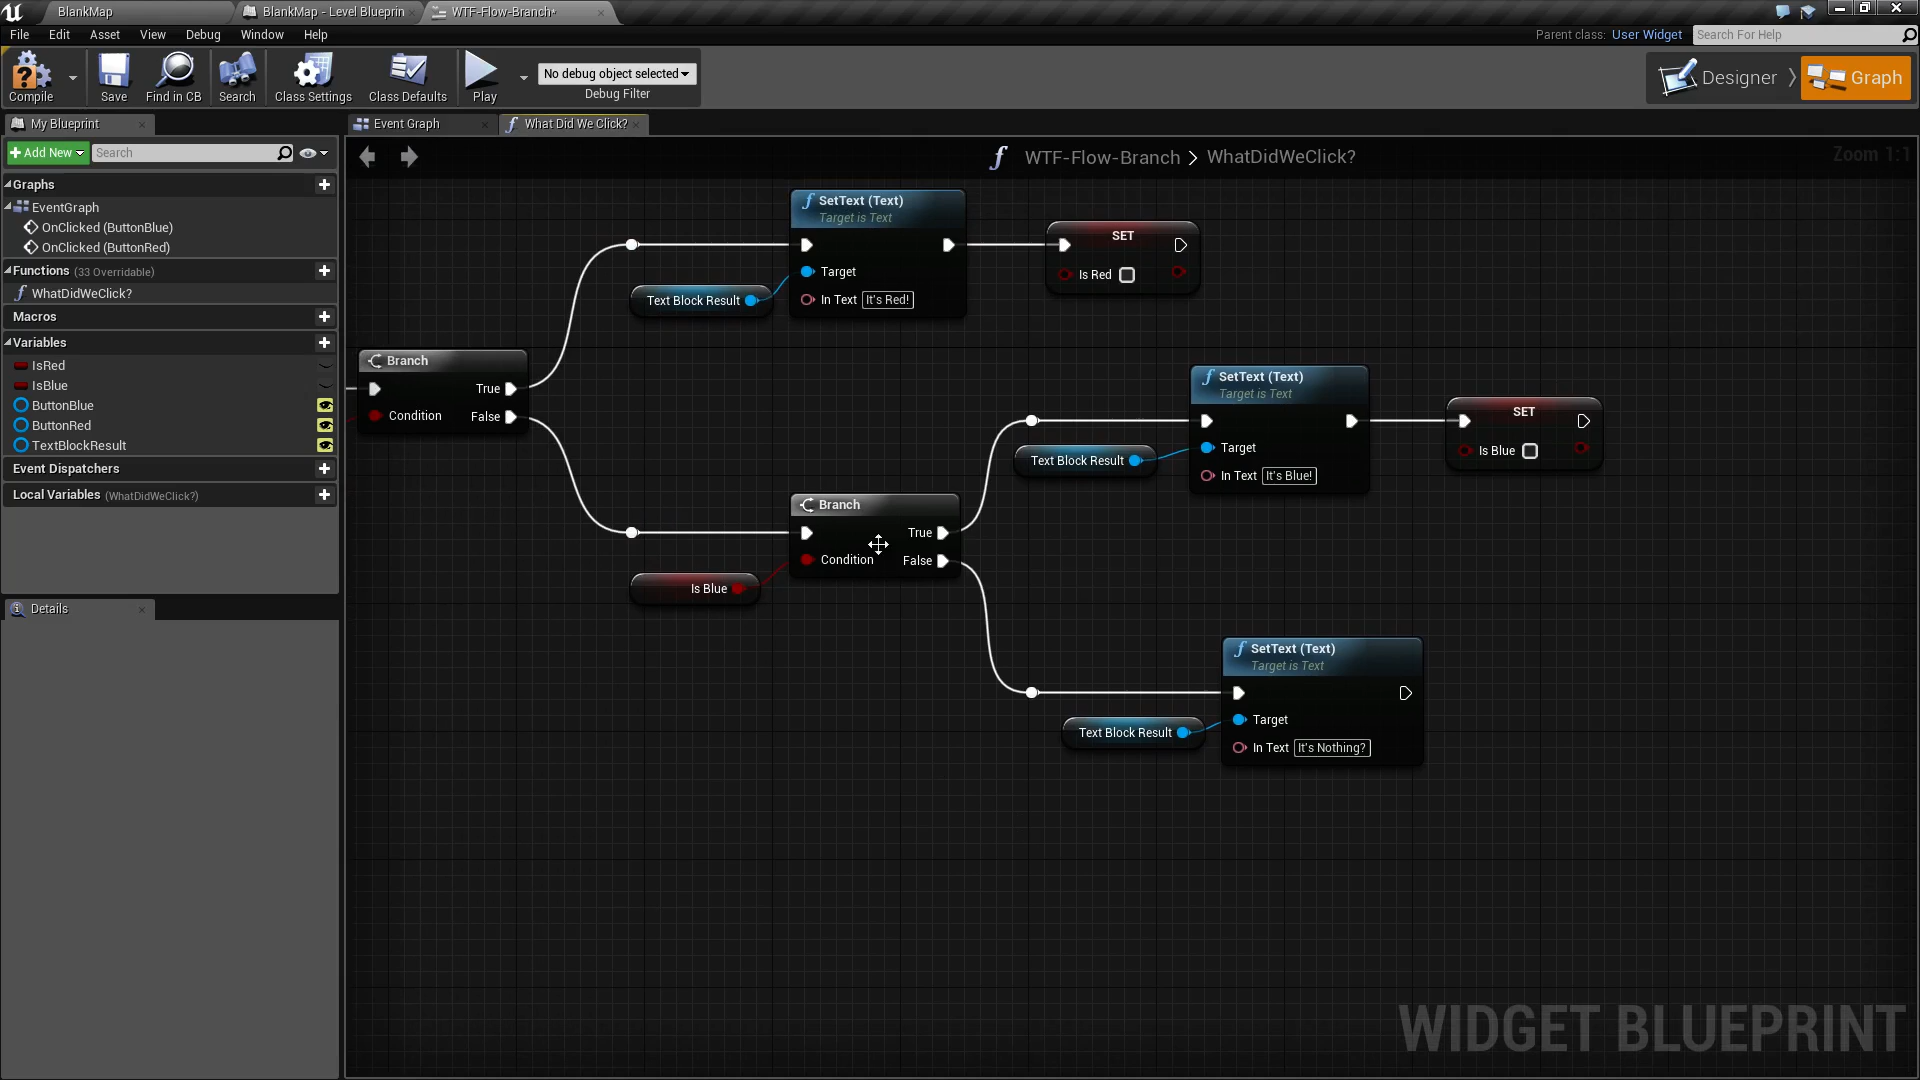 BlankMap
BlankMap - Level Blueprin
WTF-Flow-Branch*
File Edit Asset View Debug Window Help
Parent class: User Widget
Search For Help
Compile
Save
Find in CB
Search
Class Settings
Class Defaults
Play
No debug object selected
Debug Filter
Designer
Graph
My Blueprint
Event Graph
What Did We Click?
Add New
Search
WTF-Flow-Branch > WhatDidWeClick?
Zoom 1:1
Graphs
EventGraph
OnClicked (ButtonBlue)
OnClicked (ButtonRed)
Functions (33 Overridable)
WhatDidWeClick?
Macros
Variables
IsRed
IsBlue
ButtonBlue
ButtonRed
TextBlockResult
Event Dispatchers
Local Variables (WhatDidWeClick?)
Details
SetText (Text)
Target is Text
Target
In Text It's Red!
Text Block Result
SET
Is Red
Branch
True
Condition False
SetText (Text)
Target is Text
Target
In Text It's Blue!
Text Block Result
SET
Is Blue
Branch
True
Condition False
Is Blue
SetText (Text)
Target is Text
Target
In Text It's Nothing?
Text Block Result
WIDGET BLUEPRINT